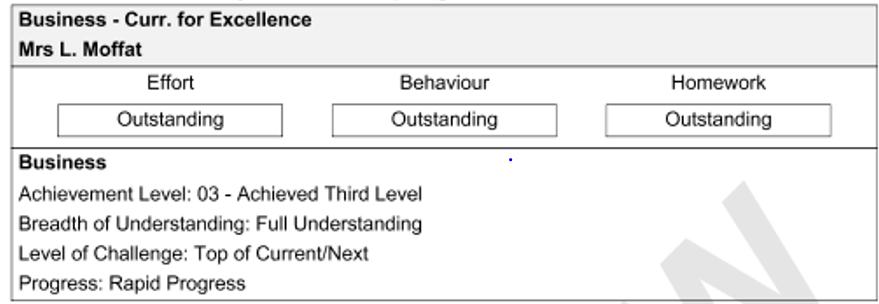 Business - Curr. for Excellence
Mrs L. Moffat
Effort Behaviour Homework
Outstanding Outstanding Outstanding
Business
Achievement Level: 03 - Achieved Third Level
Breadth of Understanding: Full Understanding
Level of Challenge: Top of Current/Next
Progress: Rapid Progress